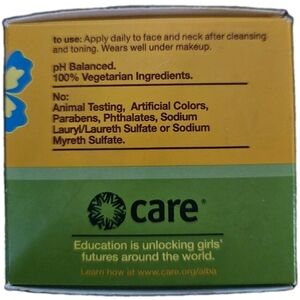 to use: Apply daily to face and neck after cleansing
and toning. Wears well under makeup.
pH Balanced.
100% Vegetarian Ingredients.
No:
Animal Testing, Artificial Colors,
Parabens, Phthalates, Sodium
Lauryl/Laureth Sulfate or Sodium
Myreth Sulfate.
care®
Education is unlocking girls'
futures around the world.
Learn how at www.care.org/alba